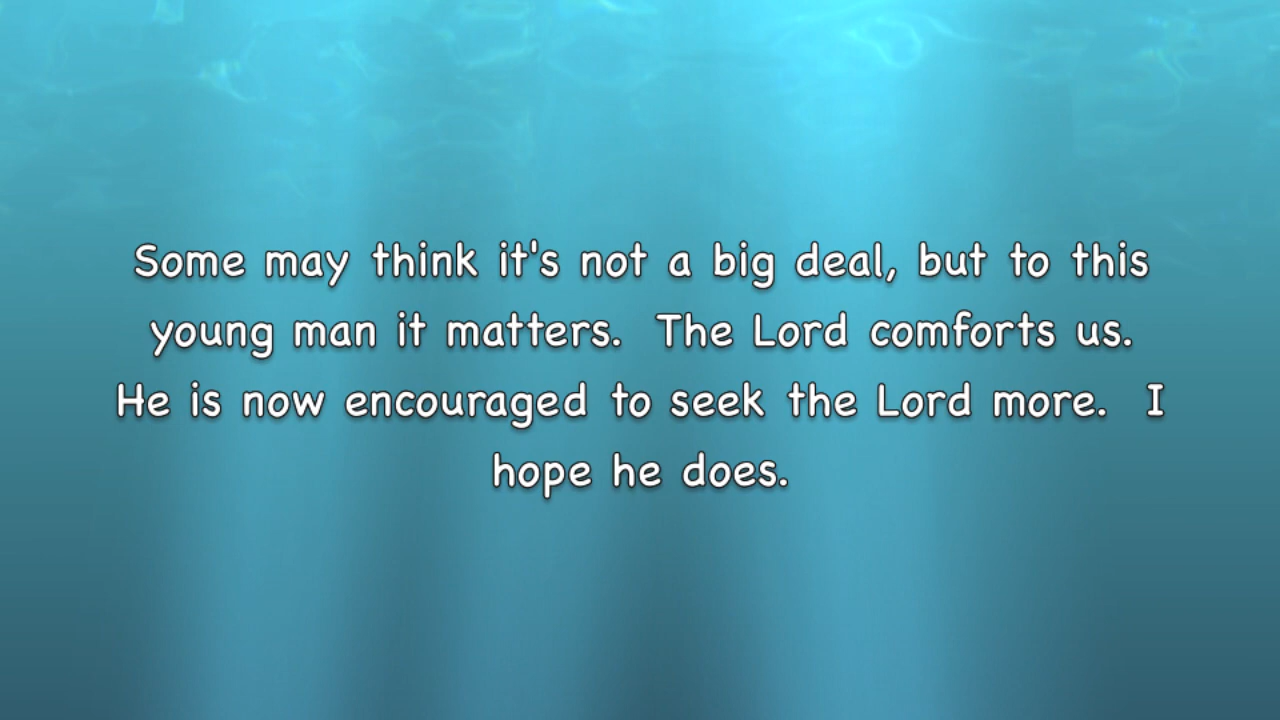 Some may think it's not a big deal, but to this
young man it matters.  The Lord comforts us.
He is now encouraged to seek the Lord more.  I
hope he does.